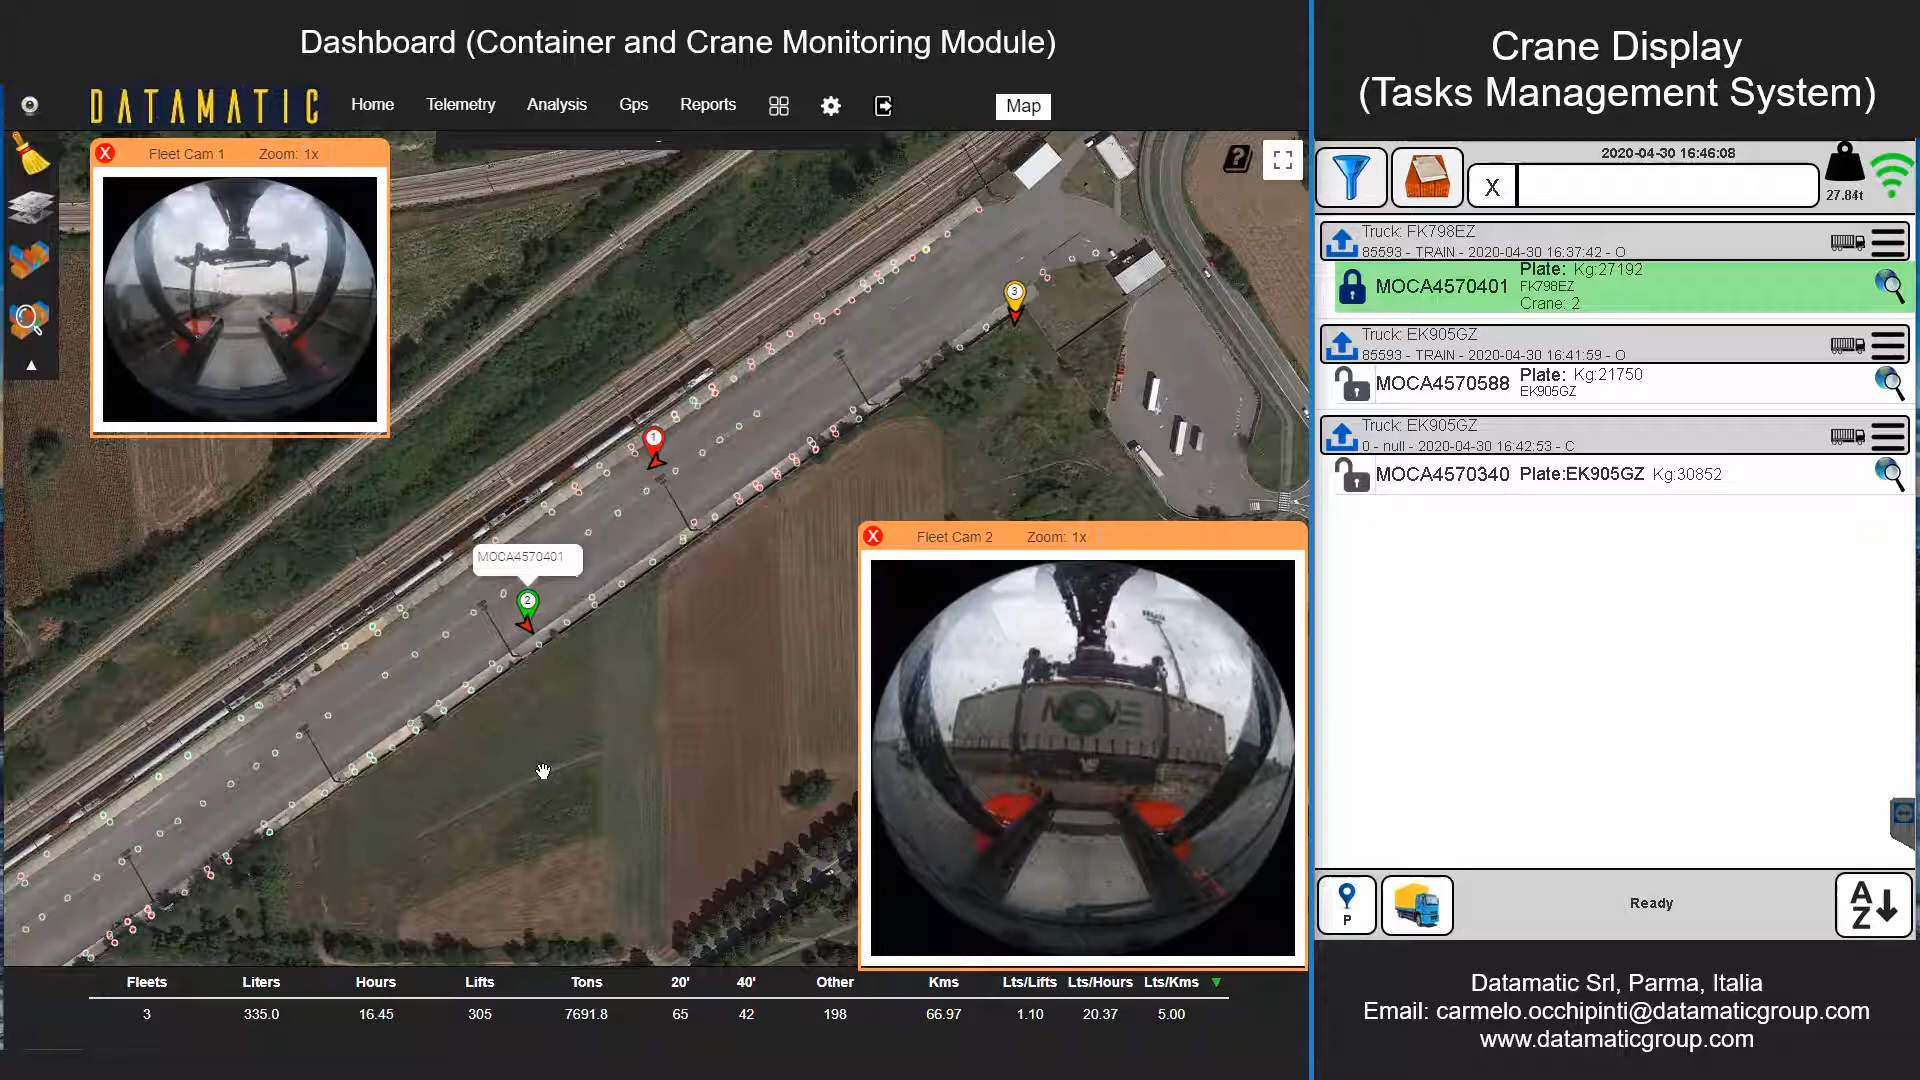 Dashboard (Container and Crane Monitoring Module)
DATAMATIC
Home Telemetry Analysis Gps Reports Map
Fleet Cam 1 Zoom: 1x
3
1
MOCA4570401
2
Fleet Cam 2 Zoom: 1x
MOVE
Fleets Liters Hours Lifts Tons 20' 40' Other Kms Lts/Lifts Lts/Hours Lts/Kms
3 335.0 16.45 305 7691.8 65 42 198 66.97 1.10 20.37 5.00
Crane Display
(Tasks Management System)
2020-04-30 16:46:08
X
27.84t
Truck: FK798EZ
85593 - TRAIN - 2020-04-30 16:37:42 - O
MOCA4570401 Plate: Kg:27192
FK798EZ
Crane: 2
Truck: EK905GZ
85593 - TRAIN - 2020-04-30 16:41:59 - O
MOCA4570588 Plate: Kg:21750
EK905GZ
Truck: EK905GZ
0 - null - 2020-04-30 16:42:53 - C
MOCA4570340 Plate:EK905GZ Kg:30852
P
Ready
A
Z
Datamatic Srl, Parma, Italia
Email: carmelo.occhipinti@datamaticgroup.com
www.datamaticgroup.com